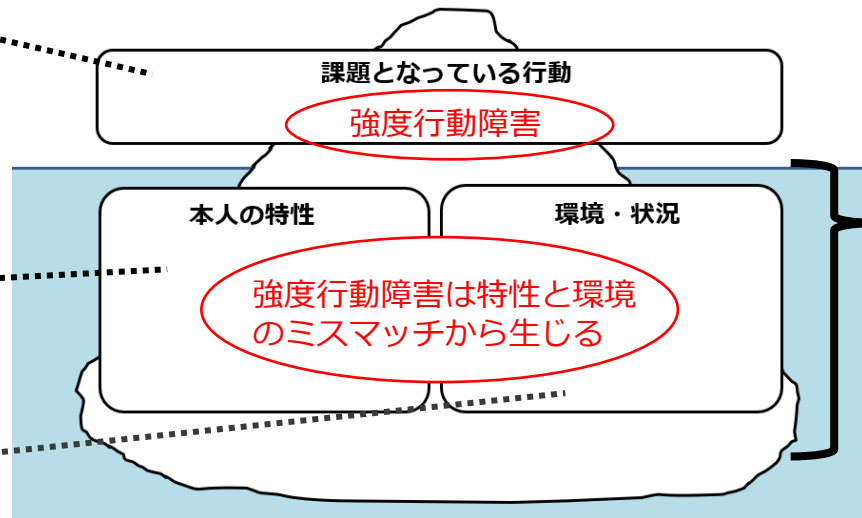 課題となっている行動
強度行動障害
本人の特性
環境・状況
強度行動障害は特性と環境
のミスマッチから生じる